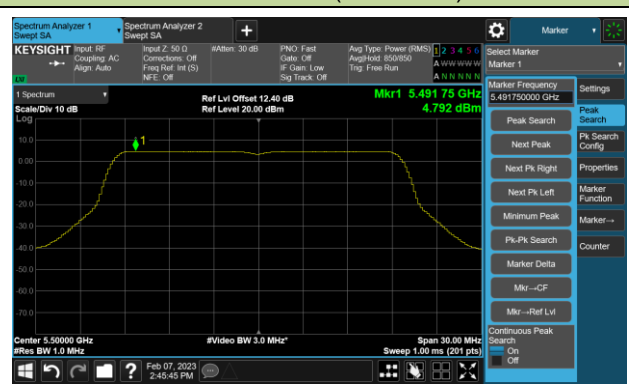 Spectrum Analyzer 1
Swept SA
Spectrum Analyzer 2
Swept SA
+
Marker
KEYSIGHT
Input: RF
Coupling: AC
Align: Auto
Input Z: 50 Ω
Corrections: Off
Freq Ref: Int (S)
NFE: Off
#Atten: 30 dB
PNO: Fast
Gate: Off
IF Gain: Low
Sig Track: Off
Avg Type: Power (RMS)
Avg|Hold: 850/850
Trig: Free Run
1 2 3 4 5 6
A W W W W W
A N N N N N
LV
Select Marker
Marker 1
1 Spectrum
Scale/Div 10 dB
Log
Ref Lvl Offset 12.40 dB
Ref Level 20.00 dBm
Mkr1 5.491 75 GHz
4.792 dBm
1
10.0
0.00
-10.0
-20.0
-30.0
-40.0
-50.0
-60.0
-70.0
Center 5.50000 GHz
#Res BW 1.0 MHz
#Video BW 3.0 MHz*
Span 30.00 MHz
Sweep 1.00 ms (201 pts)
Marker Frequency
5.491750000 GHz
Peak Search
Next Peak
Next Pk Right
Next Pk Left
Minimum Peak
Pk-Pk Search
Marker Delta
Mkr→CF
Mkr→Ref Lvl
Continuous Peak
Search
On
Off
Settings
Peak
Search
Pk Search
Config
Properties
Marker
Function
Marker→
Counter
?
Feb 07, 2023
2:45:45 PM